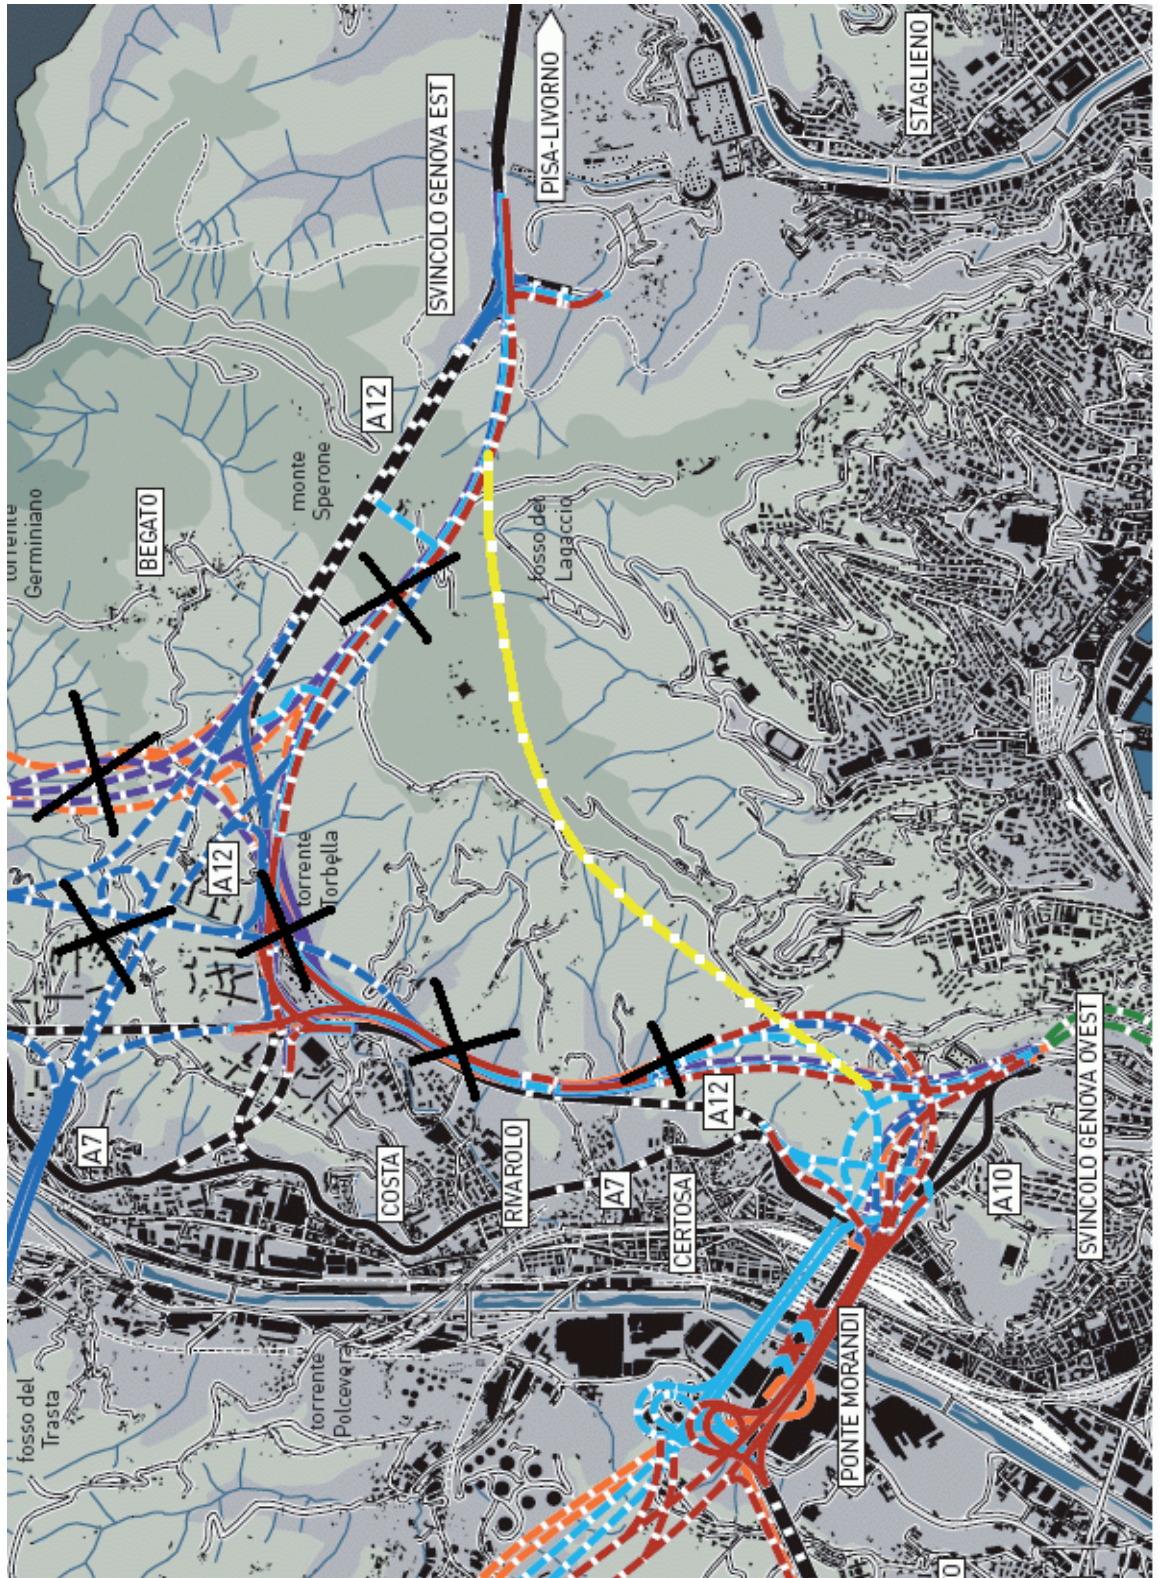 fosso del
Trasta
torrente
Germiniano
A7
BEGATO
A12
torrente
Polcevera
torrente
Torbella
monte
Sperone
A12
COSTA
SVINCOLO GENOVA EST
RIVAROLO
fosso del
Lagaccio
PISA-LIVORNO
A7
CERTOSA
A12
PONTE MORANDI
STAGLIENO
A10
SVINCOLO GENOVA OVEST